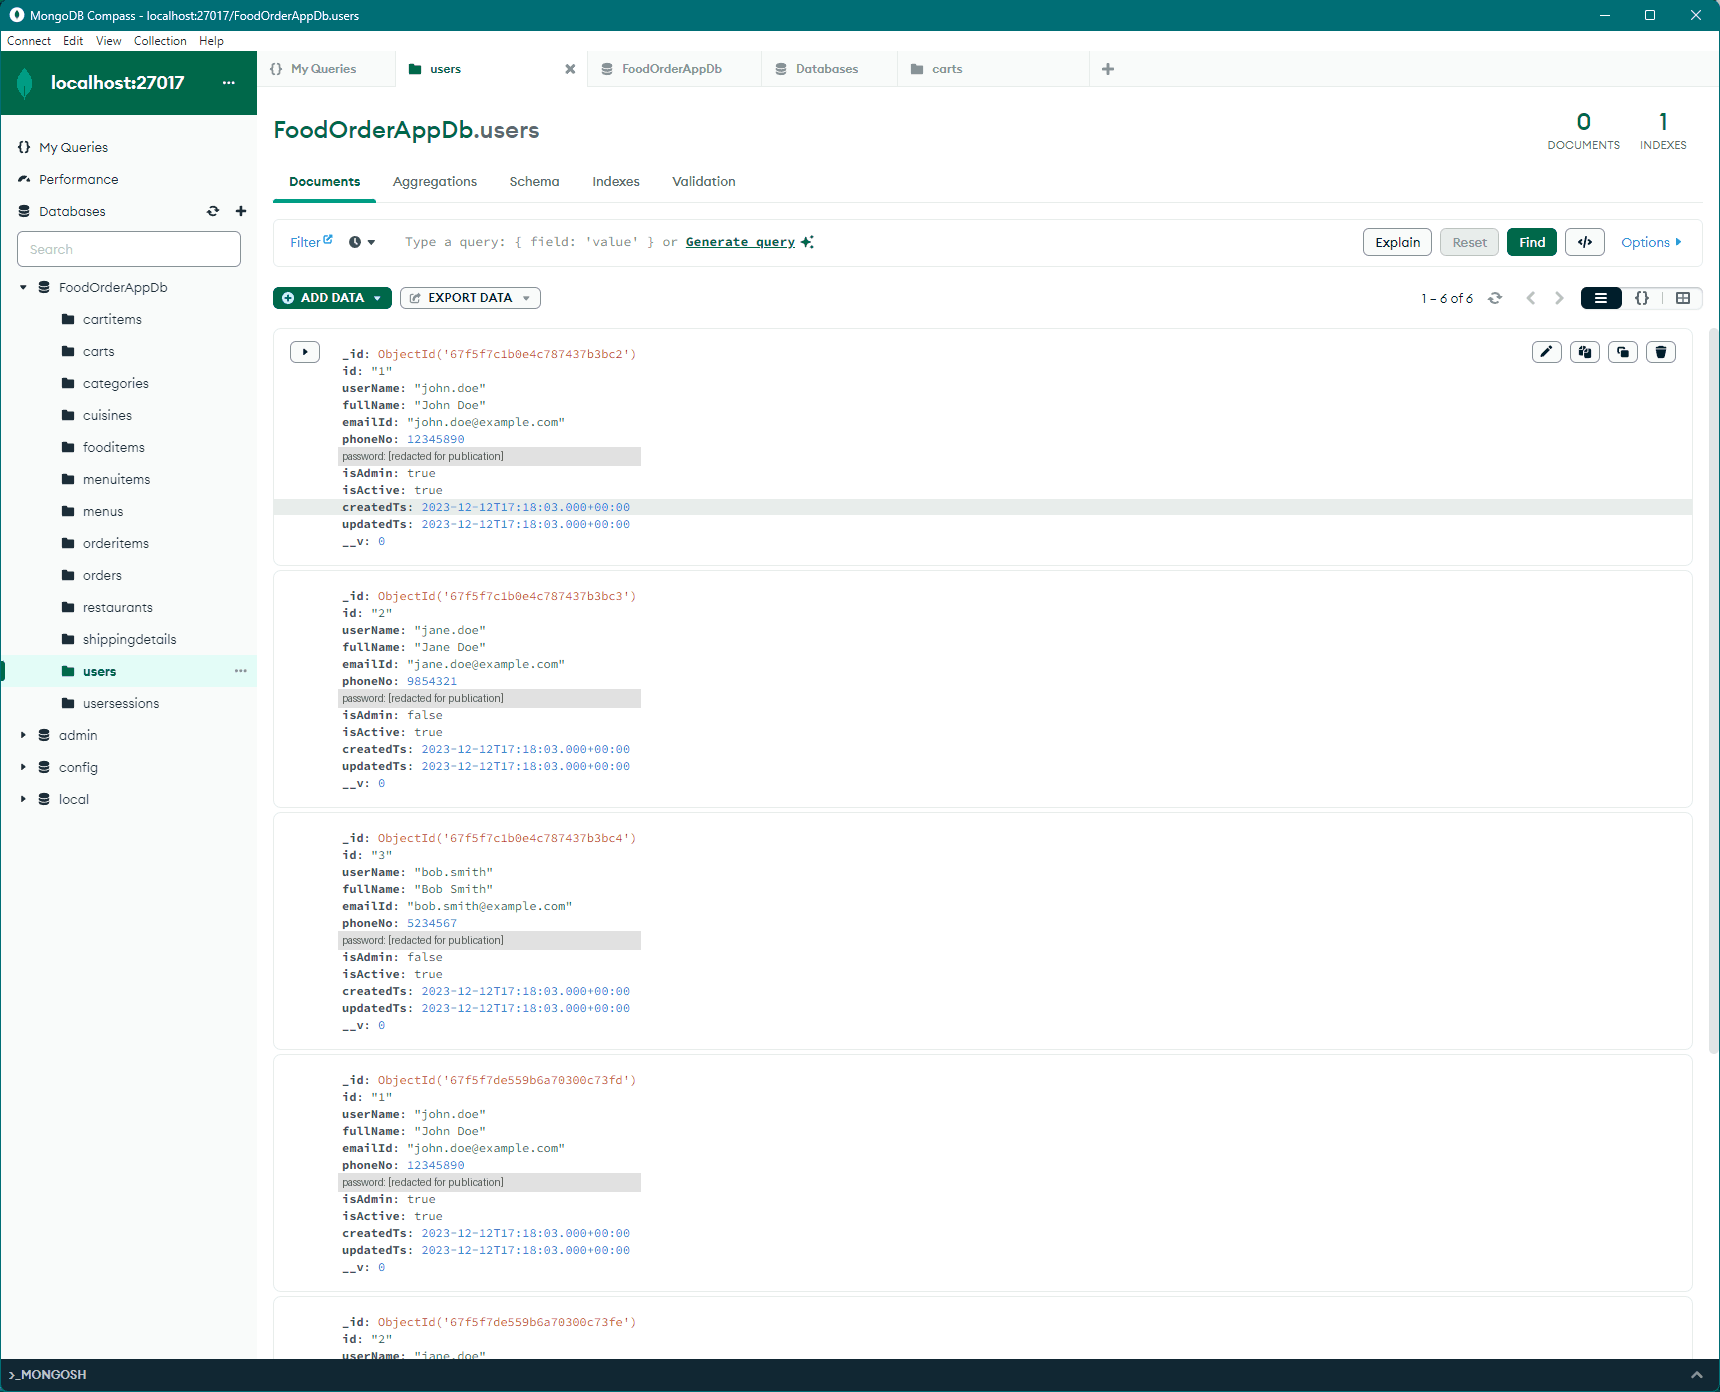 MongoDB Compass - localhost:27017/FoodOrderAppDb.users
Connect Edit View Collection Help
localhost:27017 ...
{} My Queries
users
FoodOrderAppDb
Databases
carts
My Queries
Performance
Databases
Search
FoodOrderAppDb
cartitems
carts
categories
cuisines
fooditems
menuitems
menus
orderitems
orders
restaurants
shippingdetails
users ...
usersessions
admin
config
local
FoodOrderAppDb.users
0
DOCUMENTS
1
INDEXES
Documents Aggregations Schema Indexes Validation
Filter Type a query: { field: 'value' } or Generate query Explain Reset Find </> Options
ADD DATA EXPORT DATA 1 – 6 of 6 {}
_id: ObjectId('67f5f7c1b0e4c787437b3bc2')
id: "1"
userName: "john.doe"
fullName: "John Doe"
emailId: "john.doe@example.com"
phoneNo: 12345890
password: [redacted for publication]
isAdmin: true
isActive: true
createdTs: 2023-12-12T17:18:03.000+00:00
updatedTs: 2023-12-12T17:18:03.000+00:00
__v: 0
_id: ObjectId('67f5f7c1b0e4c787437b3bc3')
id: "2"
userName: "jane.doe"
fullName: "Jane Doe"
emailId: "jane.doe@example.com"
phoneNo: 9854321
password: [redacted for publication]
isAdmin: false
isActive: true
createdTs: 2023-12-12T17:18:03.000+00:00
updatedTs: 2023-12-12T17:18:03.000+00:00
__v: 0
_id: ObjectId('67f5f7c1b0e4c787437b3bc4')
id: "3"
userName: "bob.smith"
fullName: "Bob Smith"
emailId: "bob.smith@example.com"
phoneNo: 5234567
password: [redacted for publication]
isAdmin: false
isActive: true
createdTs: 2023-12-12T17:18:03.000+00:00
updatedTs: 2023-12-12T17:18:03.000+00:00
__v: 0
_id: ObjectId('67f5f7de559b6a70300c73fd')
id: "1"
userName: "john.doe"
fullName: "John Doe"
emailId: "john.doe@example.com"
phoneNo: 12345890
password: [redacted for publication]
isAdmin: true
isActive: true
createdTs: 2023-12-12T17:18:03.000+00:00
updatedTs: 2023-12-12T17:18:03.000+00:00
__v: 0
_id: ObjectId('67f5f7de559b6a70300c73fe')
id: "2"
userName: "jane.doe"
>_MONGOSH